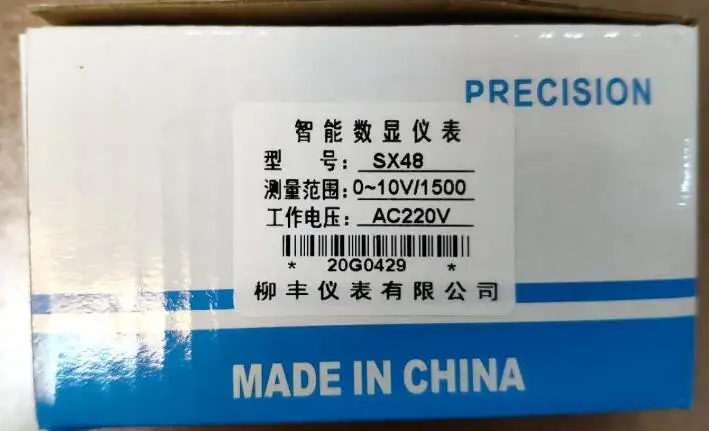 PRECISION
智能数显仪表
型 号: SX48
测量范围: 0~10V/1500
工作电压: AC220V
* 20G0429 *
柳丰仪表有限公司
MADE IN CHINA